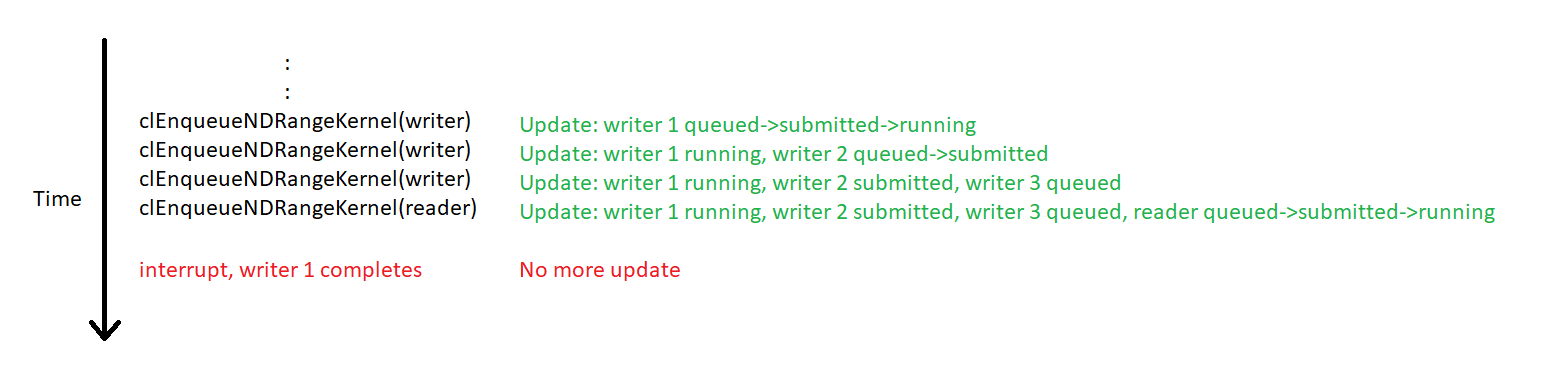 :
:
clEnqueueNDRangeKernel(writer) Update: writer 1 queued->submitted->running
clEnqueueNDRangeKernel(writer) Update: writer 1 running, writer 2 queued->submitted
clEnqueueNDRangeKernel(writer) Update: writer 1 running, writer 2 submitted, writer 3 queued
Time
clEnqueueNDRangeKernel(reader) Update: writer 1 running, writer 2 submitted, writer 3 queued, reader queued->submitted->running
interrupt, writer 1 completes No more update